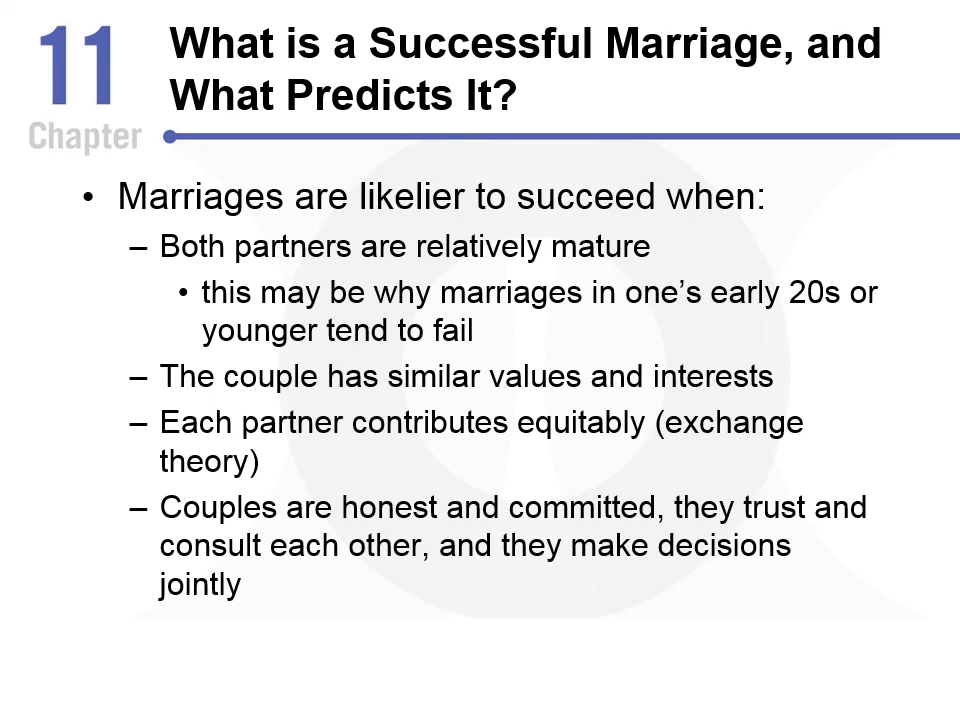 11
Chapter
What is a Successful Marriage, and
What Predicts It?
• Marriages are likelier to succeed when:
– Both partners are relatively mature
• this may be why marriages in one’s early 20s or
younger tend to fail
– The couple has similar values and interests
– Each partner contributes equitably (exchange
theory)
– Couples are honest and committed, they trust and
consult each other, and they make decisions
jointly